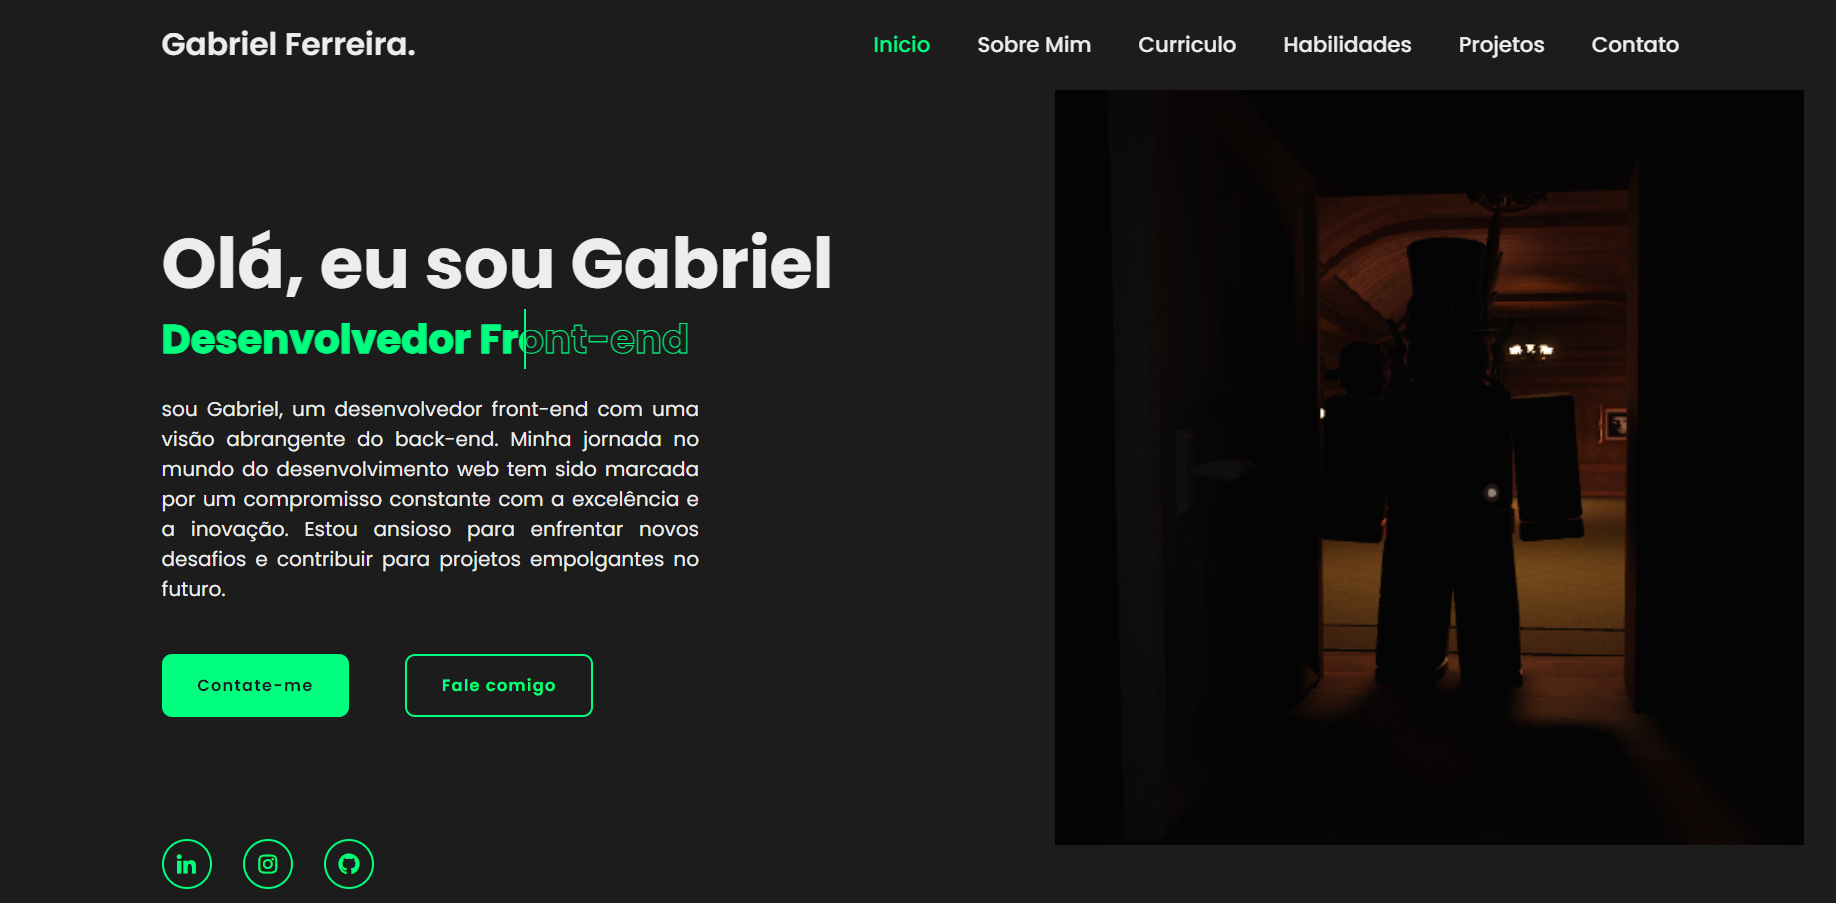 Gabriel Ferreira.
Inicio Sobre Mim Curriculo Habilidades Projetos Contato
Olá, eu sou Gabriel
Desenvolvedor Front-end
sou Gabriel, um desenvolvedor front-end com uma
visão abrangente do back-end. Minha jornada no
mundo do desenvolvimento web tem sido marcada
por um compromisso constante com a excelência e
a inovação. Estou ansioso para enfrentar novos
desafios e contribuir para projetos empolgantes no
futuro.
Contate-me Fale comigo
in